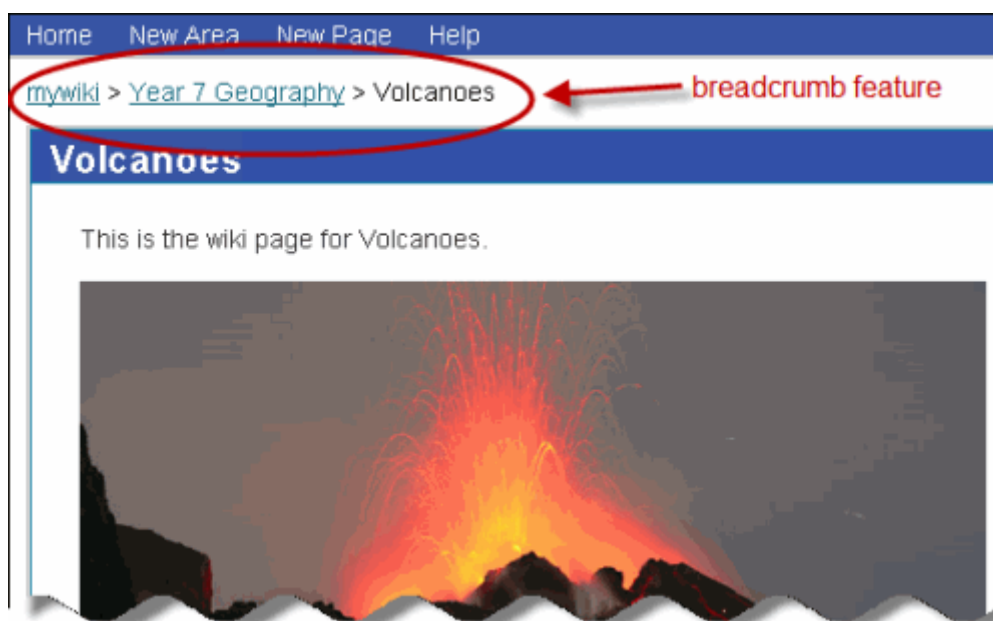 Home New Area New Page Help
mywiki > Year 7 Geography > Volcanoes breadcrumb feature
Volcanoes
This is the wiki page for Volcanoes.